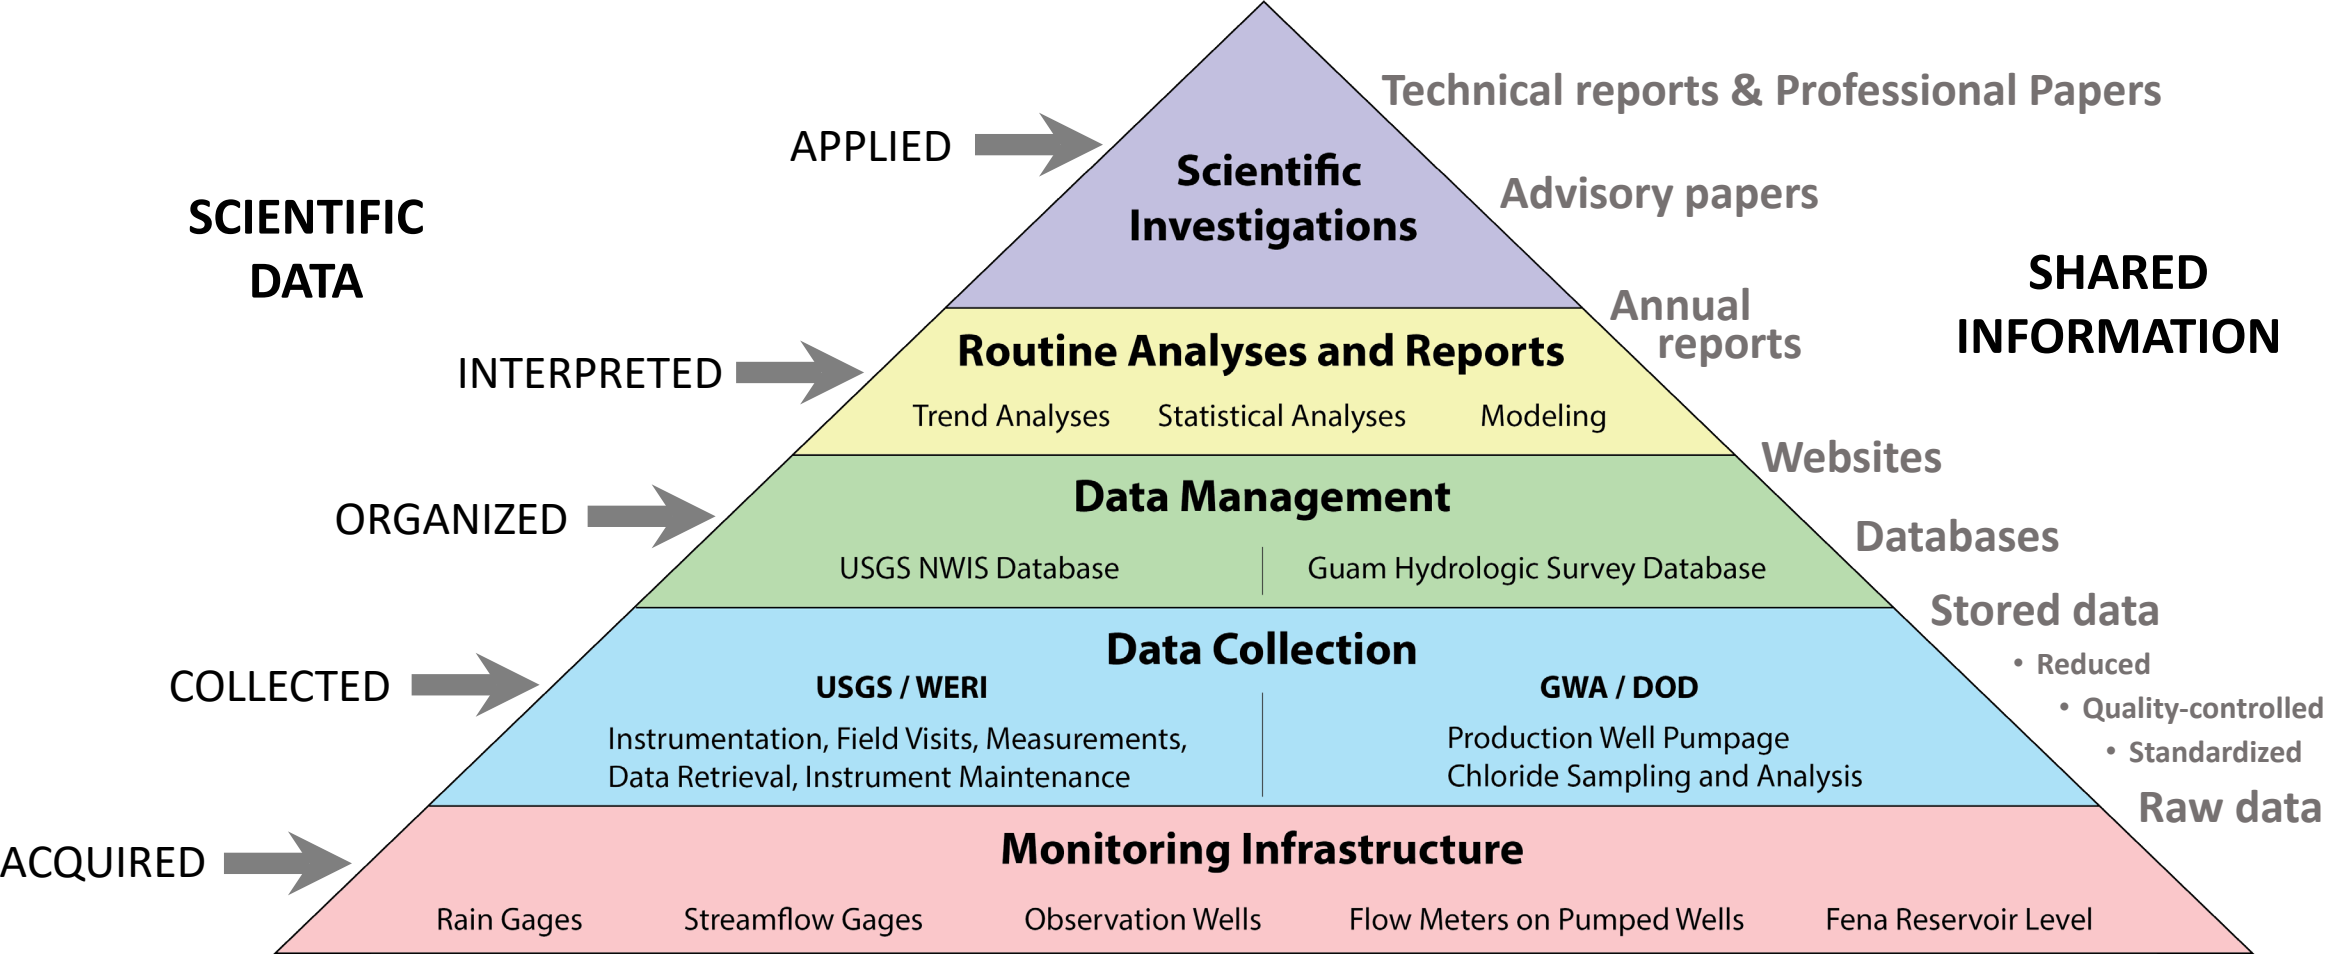 Technical reports & Professional Papers
APPLIED
Scientific
Investigations
Advisory papers
SCIENTIFIC
DATA
SHARED
INFORMATION
Annual
reports
INTERPRETED
Routine Analyses and Reports
Trend Analyses Statistical Analyses Modeling
Websites
ORGANIZED
Data Management
USGS NWIS Database Guam Hydrologic Survey Database
Databases
Stored data
• Reduced
• Quality-controlled
• Standardized
COLLECTED
Data Collection
USGS / WERI
Instrumentation, Field Visits, Measurements,
Data Retrieval, Instrument Maintenance
GWA / DOD
Production Well Pumpage
Chloride Sampling and Analysis
Raw data
ACQUIRED
Monitoring Infrastructure
Rain Gages Streamflow Gages Observation Wells Flow Meters on Pumped Wells Fena Reservoir Level